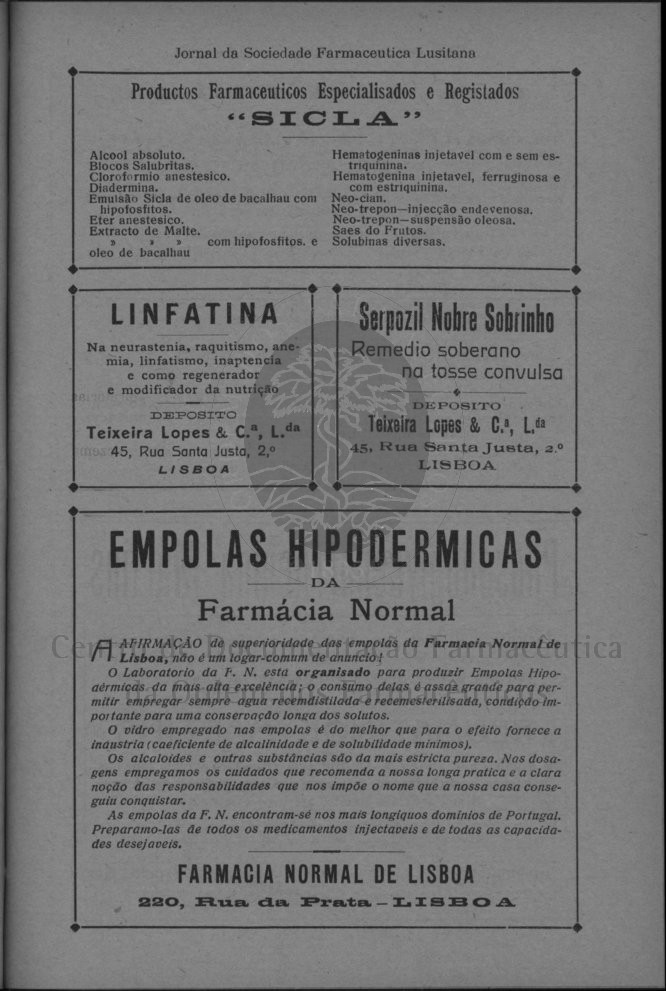 Jornal da Sociedade Farmaceutica Lusitana
Productos Farmaceuticos Especialisados e Registados
“SICLA”
Alcool absoluto.
Blocos Salubritas.
Cloroformio anestesico.
Diadermina.
Emulsão Sicla de oleo de bacalhau com
hipofosfitos.
Eter anestesico.
Extracto de Malte.
» » » com hipofosfitos. e
oleo de bacalhau
Hematogeninas injetavel com e sem es-
triquinina.
Hematogenina injetavel, ferruginosa e
com estriquinina.
Neo-cian.
Neo-trepon—injecção endevenosa.
Neo-trepon—suspensão oleosa.
Saes do Frutos.
Solubinas diversas.
LINFATINA
Na neurastenia, raquitismo, ane-
mia, linfatismo, inaptencia
e como regenerador
e modificador da nutrição
DEPOSITO
Teixeira Lopes & C.ª, L.da
45, Rua Santa Justa, 2,º
LISBOA
Serpozil Nobre Sobrinho
Remedio soberano
na tosse convulsa
DEPOSITO
Teixeira Lopes & C.ª, L.da
45, Rua Santa Justa, 2.º
LISBOA
EMPOLAS HIPODERMICAS
DA
Farmácia Normal
A AFIRMAÇÃO de superioridade das empolas da Farmacia Normal de
Lisboa, não é um logar-comum de anuncio!
O Laboratorio da F. N. esta organisado para produzir Empolas Hipo-
dérmicas da mais alta excelência; o consumo delas é assaz grande para per-
mitir empregar sempre agua recemdistilada e recemesterilisada, condição im-
portante para uma conservação longa dos solutos.
O vidro empregado nas empolas é do melhor que para o efeito fornece a
industria (caeficiente de alcalinidade e de solubilidade minimos).
Os alcaloides e outras substâncias são da mais estricta pureza. Nas dosa-
gens empregamos os cuidados que recomenda a nossa longa pratica e a clara
noção das responsabilidades que nos impõe o nome que a nossa casa conse-
guiu conquistar.
As empolas da F. N. encontram-se nos mais longiquos dominios de Portugal.
Preparamo-las de todos os medicamentos injectaveis e de todas as capacida-
des desejaveis.
FARMACIA NORMAL DE LISBOA
220, Rua da Prata – LISBOA